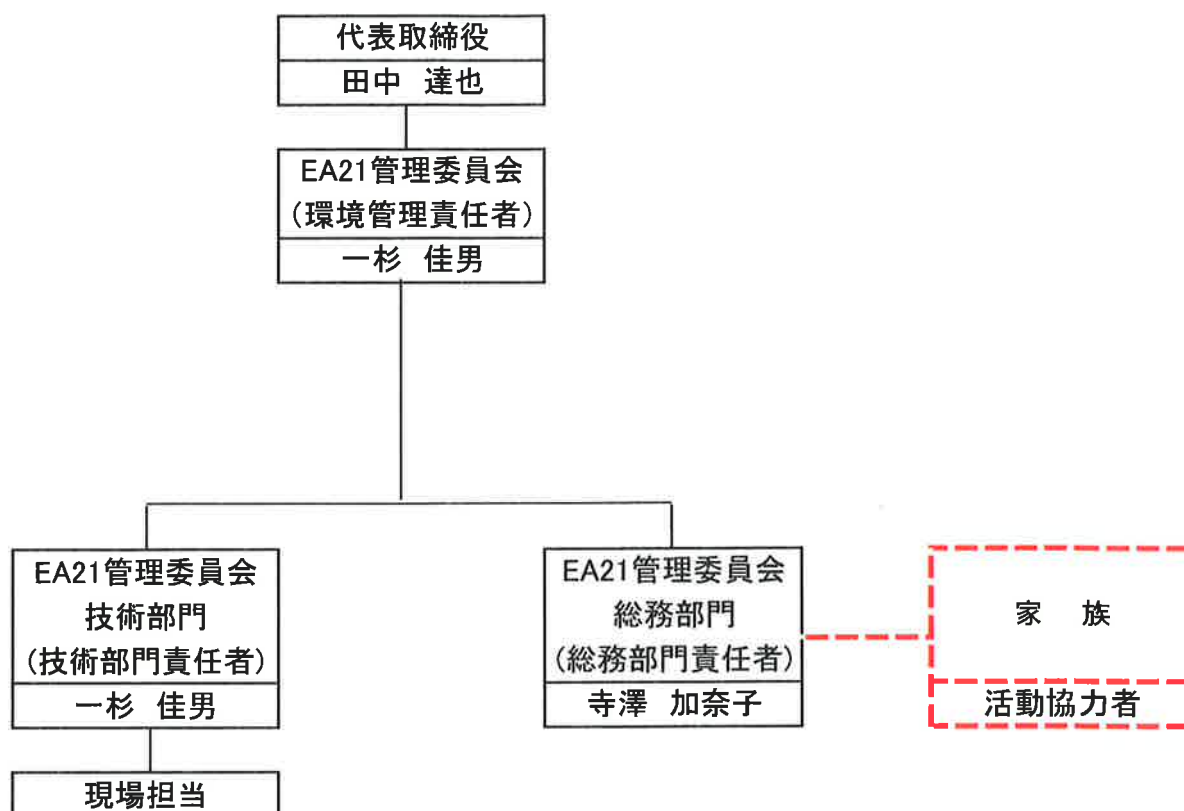 代表取締役
田中 達也
EA21管理委員会
(環境管理責任者)
一杉 佳男
EA21管理委員会
技術部門
(技術部門責任者)
一杉 佳男
現場担当
EA21管理委員会
総務部門
(総務部門責任者)
寺澤 加奈子
家 族
活動協力者